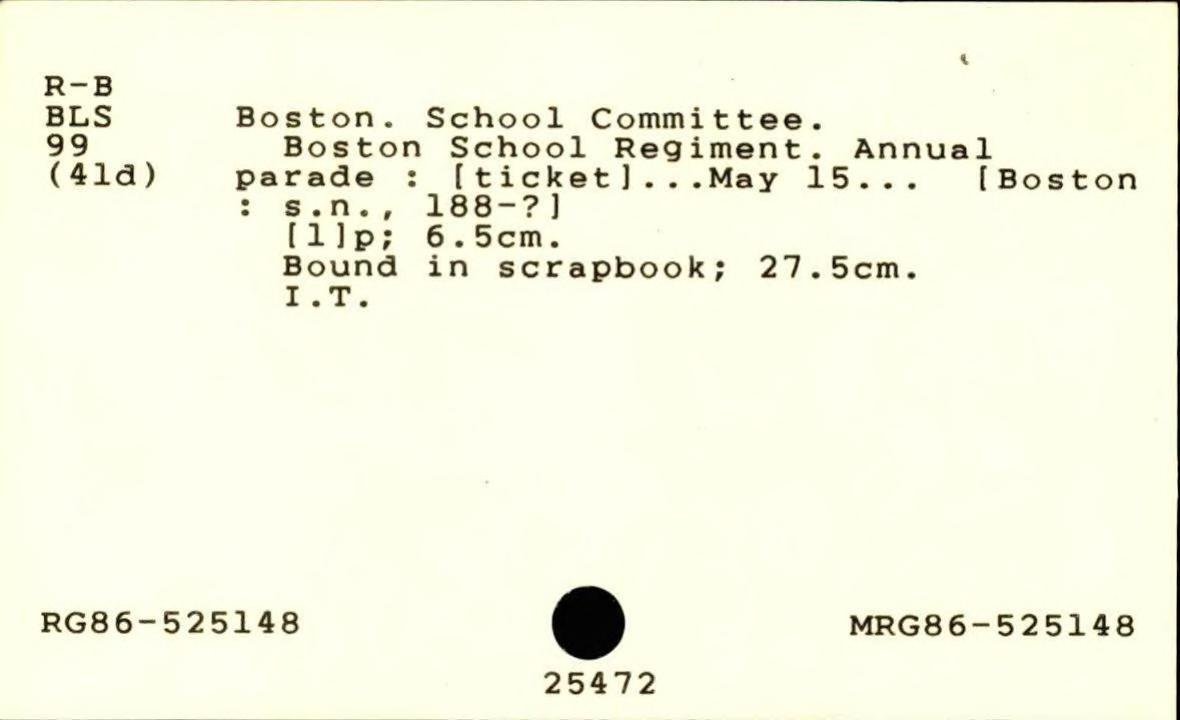 R-B
BLS Boston. School Committee.
99 Boston School Regiment. Annual
(41d) parade : [ticket]...May 15... [Boston
: s.n., 188-?]
[1]p; 6.5cm.
Bound in scrapbook; 27.5cm.
I.T.
RG86-525148 MRG86-525148
25472